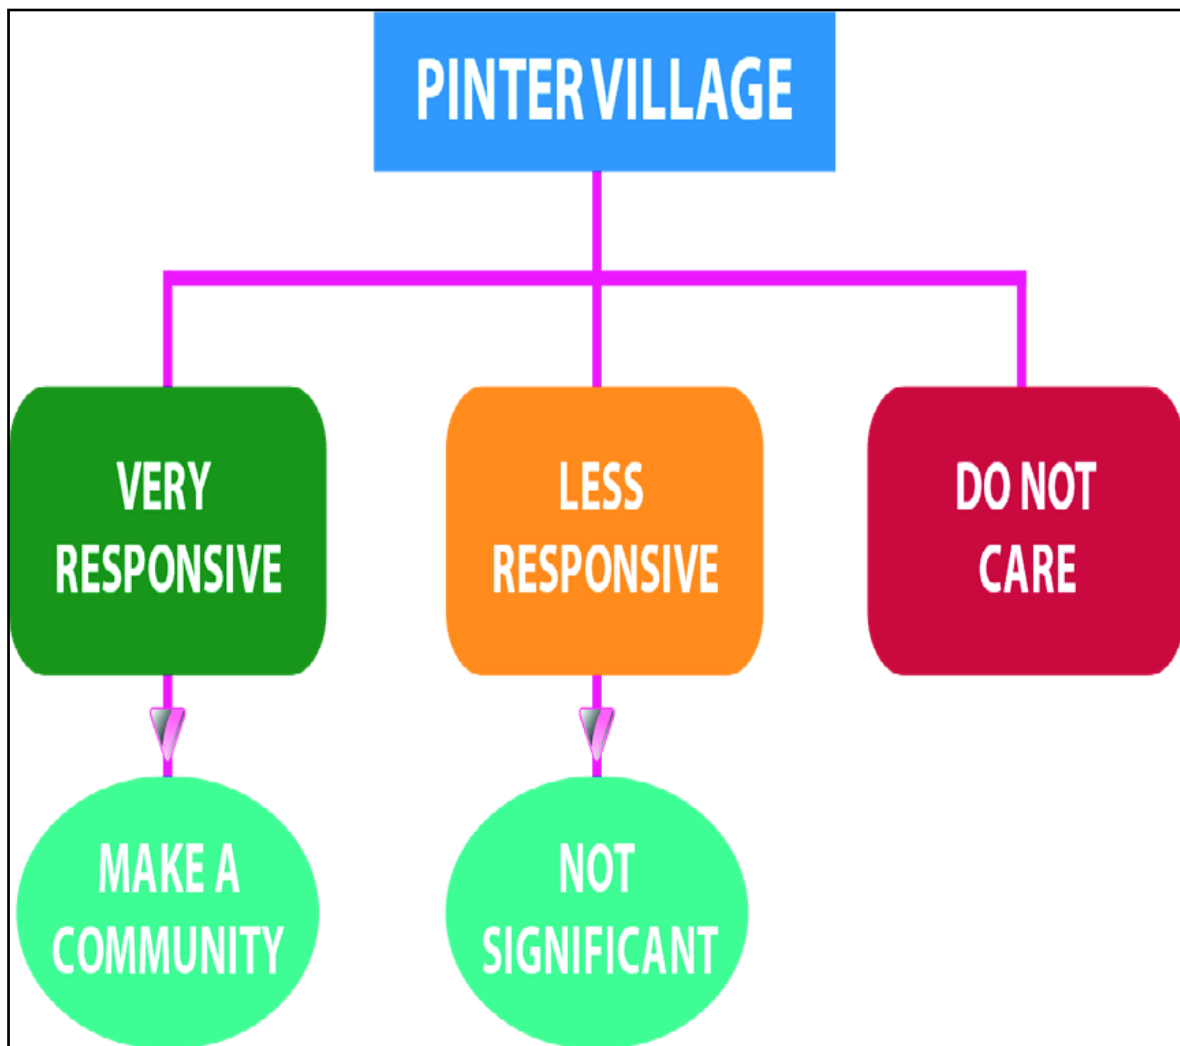 PINTER VILLAGE
VERY
RESPONSIVE
LESS
RESPONSIVE
DO NOT
CARE
MAKE A
COMMUNITY
NOT
SIGNIFICANT